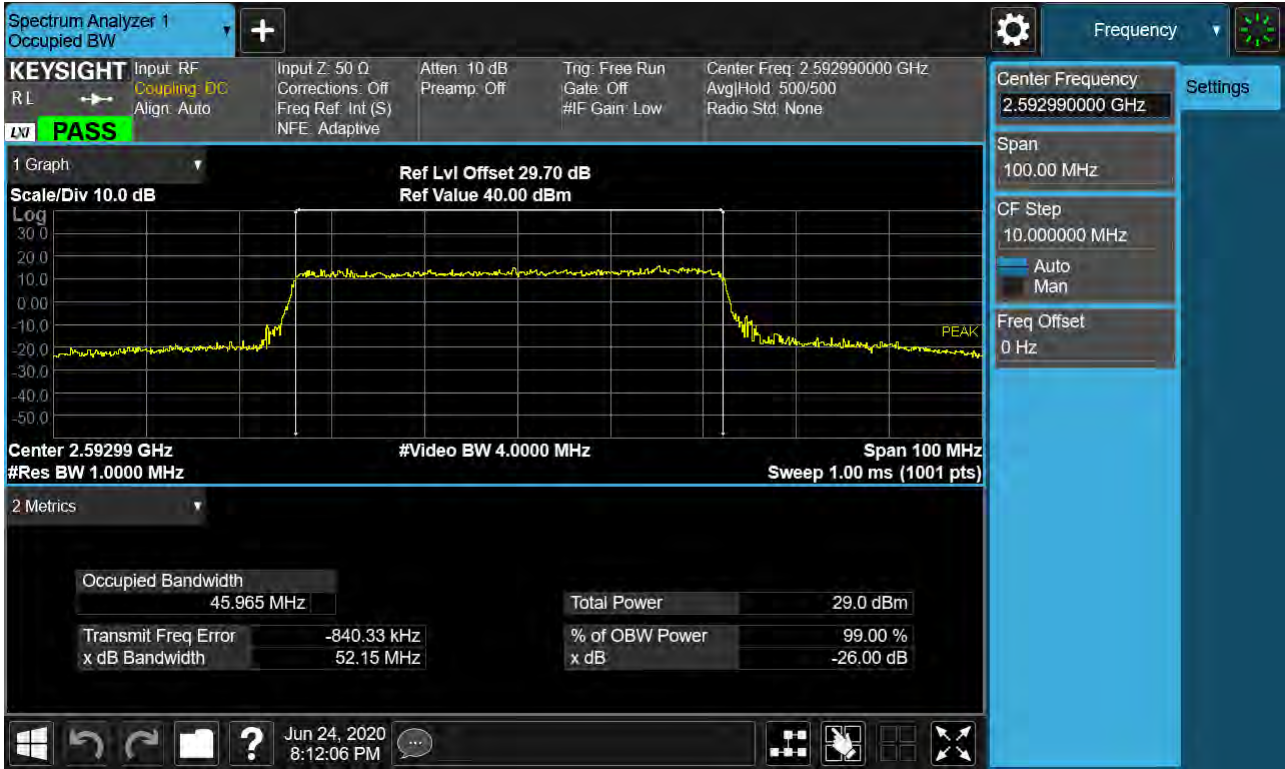 Spectrum Analyzer 1
Occupied BW
+
Frequency
KEYSIGHT
R L
LXI PASS
Input: RF
Coupling: DC
Align: Auto
Input Z: 50 Ω
Corrections: Off
Freq Ref: Int (S)
NFE: Adaptive
Atten: 10 dB
Preamp: Off
Trig: Free Run
Gate: Off
#IF Gain: Low
Center Freq: 2.592990000 GHz
Avg|Hold: 500/500
Radio Std: None
Center Frequency
2.592990000 GHz
Settings
Span
100.00 MHz
CF Step
10.000000 MHz
Auto
Man
Freq Offset
0 Hz
1 Graph
Scale/Div 10.0 dB
Ref Lvl Offset 29.70 dB
Ref Value 40.00 dBm
Log
30.0
20.0
10.0
0.00
-10.0
-20.0
-30.0
-40.0
-50.0
PEAK
Center 2.59299 GHz
#Video BW 4.0000 MHz
Span 100 MHz
#Res BW 1.0000 MHz
Sweep 1.00 ms (1001 pts)
2 Metrics
Occupied Bandwidth
45.965 MHz
Total Power 29.0 dBm
Transmit Freq Error -840.33 kHz
% of OBW Power 99.00 %
x dB Bandwidth 52.15 MHz
x dB -26.00 dB
?
Jun 24, 2020
8:12:06 PM